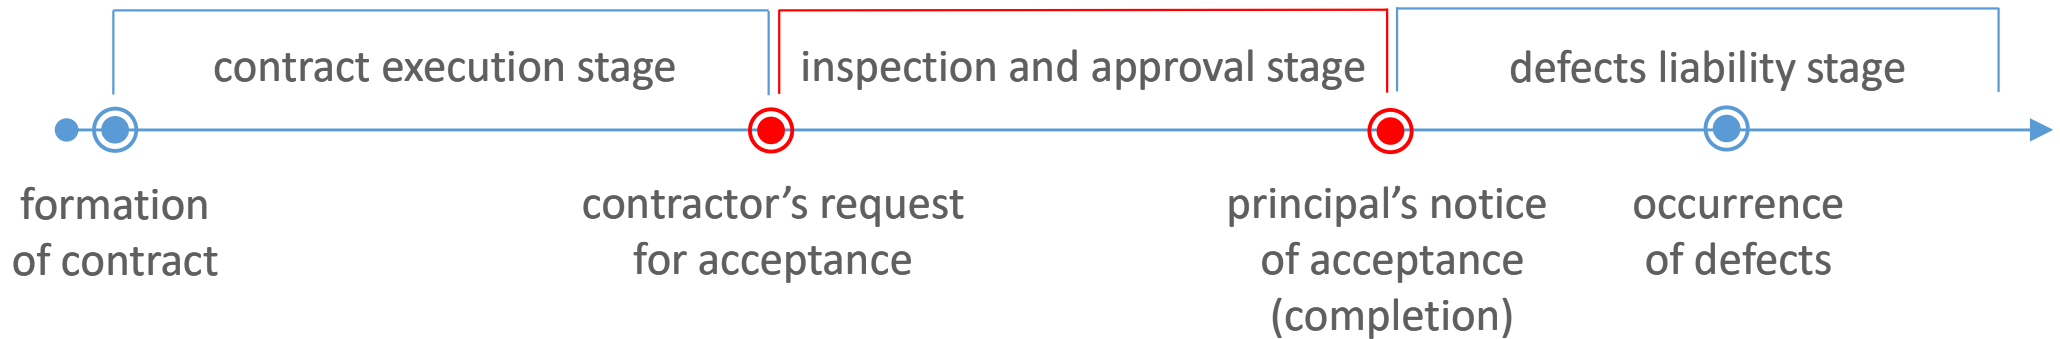 contract execution stage
inspection and approval stage
defects liability stage
formation
of contract
contractor’s request
for acceptance
principal’s notice
of acceptance
(completion)
occurrence
of defects